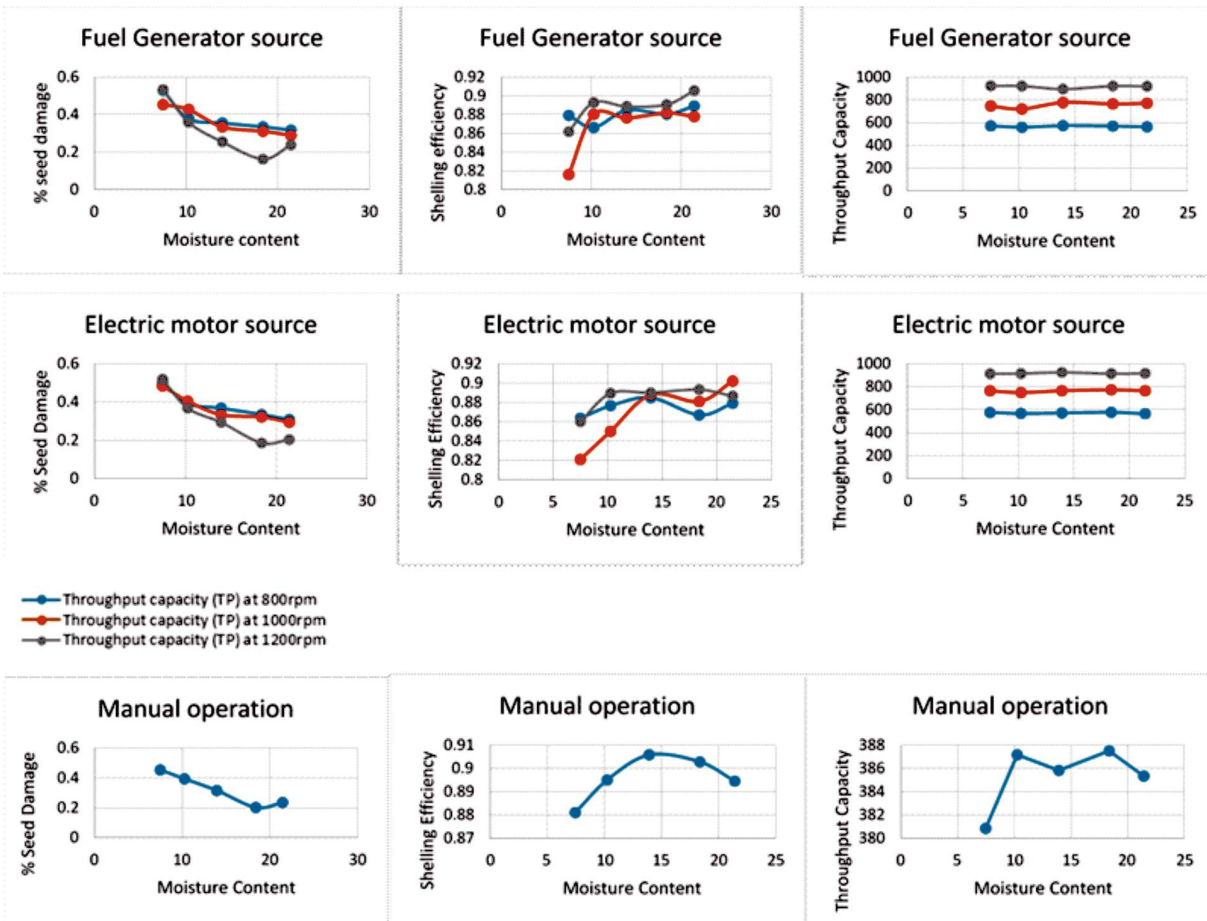 Fuel Generator source
% seed damage
0.6
0.4
0.2
0
0 10 20 30
Moisture content
Fuel Generator source
Shelling efficiency
0.92
0.9
0.88
0.86
0.84
0.82
0.8
0 10 20 30
Moisture content
Fuel Generator source
Throughput Capacity
1000
800
600
400
200
0
0 5 10 15 20 25
Moisture Content
Electric motor source
% Seed Damage
0.6
0.4
0.2
0
0 10 20 30
Moisture Content
Electric motor source
Shelling Efficiency
0.92
0.9
0.88
0.86
0.84
0.82
0.8
0 5 10 15 20 25
Moisture Content
Electric motor source
Throughput Capacity
1000
800
600
400
200
0
0 5 10 15 20 25
Moisture Content
Throughput capacity (TP) at 800rpm
Throughput capacity (TP) at 1000rpm
Throughput capacity (TP) at 1200rpm
Manual operation
% Seed Damage
0.6
0.4
0.2
0
0 10 20 30
Moisture Content
Manual operation
Shelling Efficiency
0.91
0.9
0.89
0.88
0.87
0 5 10 15 20 25
Moisture Content
Manual operation
Throughput Capacity
388
386
384
382
380
0 5 10 15 20 25
Moisture Content